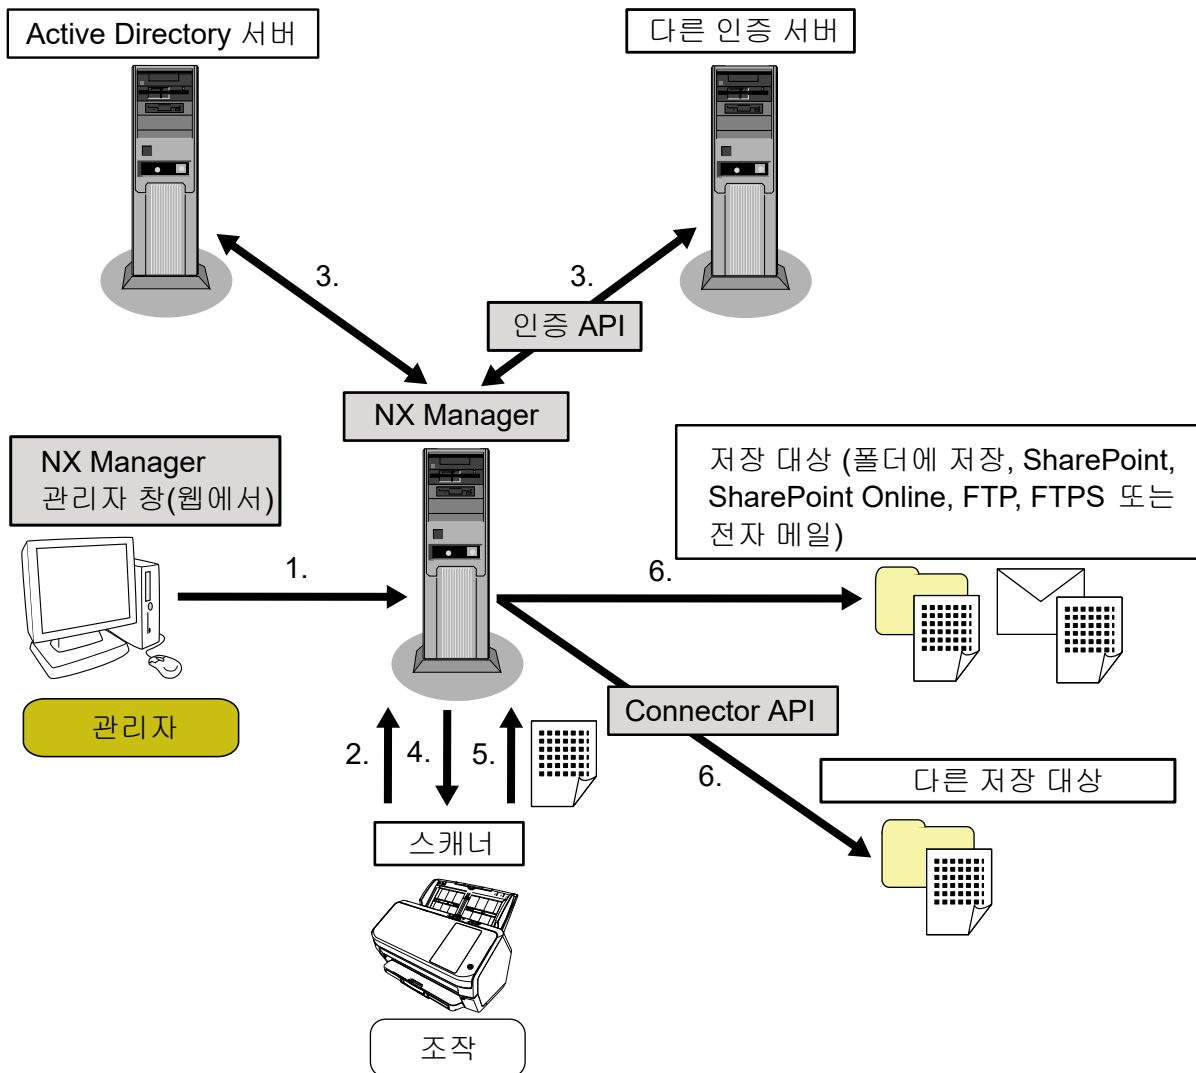 Active Directory 서버
다른 인증 서버
3.
3.
인증 API
NX Manager
NX Manager
관리자 창(웹에서)
저장 대상 (폴더에 저장, SharePoint,
SharePoint Online, FTP, FTPS 또는
전자 메일)
1.
6.
관리자
Connector API
2.
4.
5.
6.
다른 저장 대상
스캐너
조작